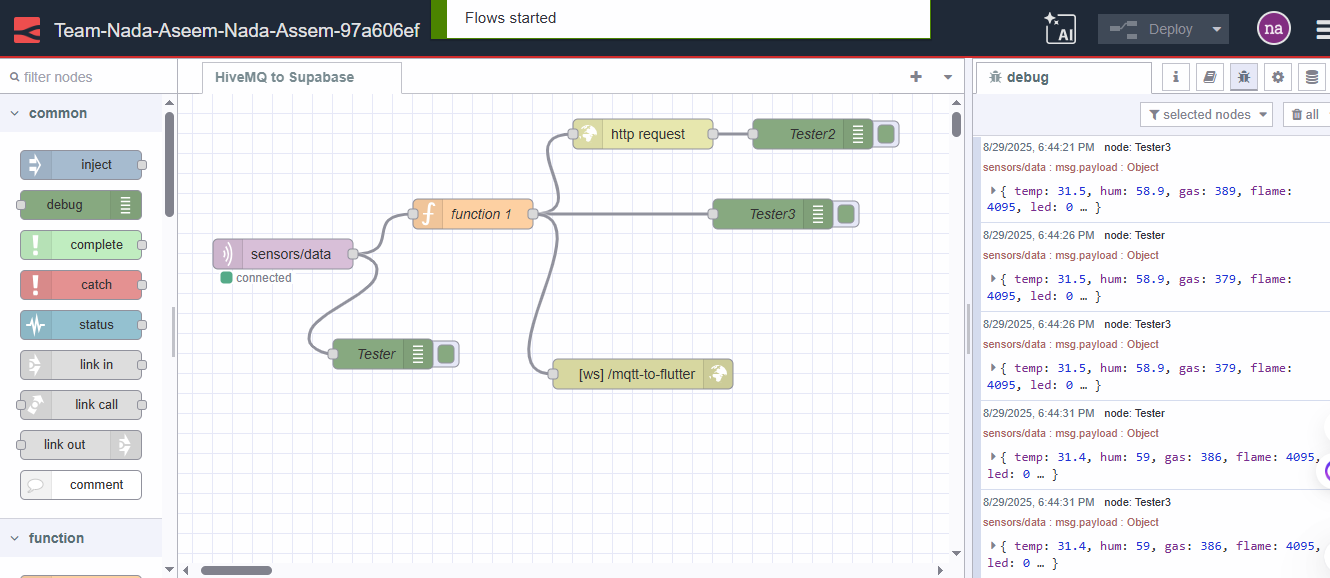 Team-Nada-Aseem-Nada-Assem-97a606ef
Flows started
AI
Deploy
na
filter nodes
HiveMQ to Supabase
debug
i
common
selected nodes
all
inject
debug
complete
catch
status
link in
link call
link out
comment
function
http request
Tester2
function 1
Tester3
sensors/data
connected
Tester
[ws] /mqtt-to-flutter
8/29/2025, 6:44:21 PM node: Tester3
sensors/data : msg.payload : Object
{ temp: 31.5, hum: 58.9, gas: 389, flame:
4095, led: 0 … }
8/29/2025, 6:44:26 PM node: Tester
sensors/data : msg.payload : Object
{ temp: 31.5, hum: 58.9, gas: 379, flame:
4095, led: 0 … }
8/29/2025, 6:44:26 PM node: Tester3
sensors/data : msg.payload : Object
{ temp: 31.5, hum: 58.9, gas: 379, flame:
4095, led: 0 … }
8/29/2025, 6:44:31 PM node: Tester
sensors/data : msg.payload : Object
{ temp: 31.4, hum: 59, gas: 386, flame: 4095,
led: 0 … }
8/29/2025, 6:44:31 PM node: Tester3
sensors/data : msg.payload : Object
{ temp: 31.4, hum: 59, gas: 386, flame: 4095,
led: 0 … }